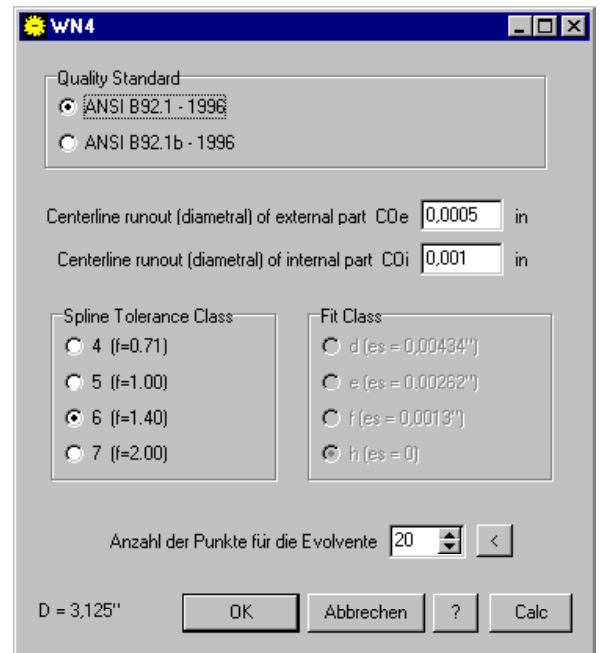 WN4
Quality Standard
ANSI B92.1 - 1996
ANSI B92.1b - 1996
Centerline runout (diametral) of external part COe 0,0005 in
Centerline runout (diametral) of internal part COi 0,001 in
Spline Tolerance Class
4 (f=0.71)
5 (f=1.00)
6 (f=1.40)
7 (f=2.00)
Fit Class
d (es = 0,00434")
e (es = 0,00262")
f (es = 0,0013")
h (es = 0)
Anzahl der Punkte für die Evolvente 20 <
D = 3,125" OK Abbrechen ? Calc